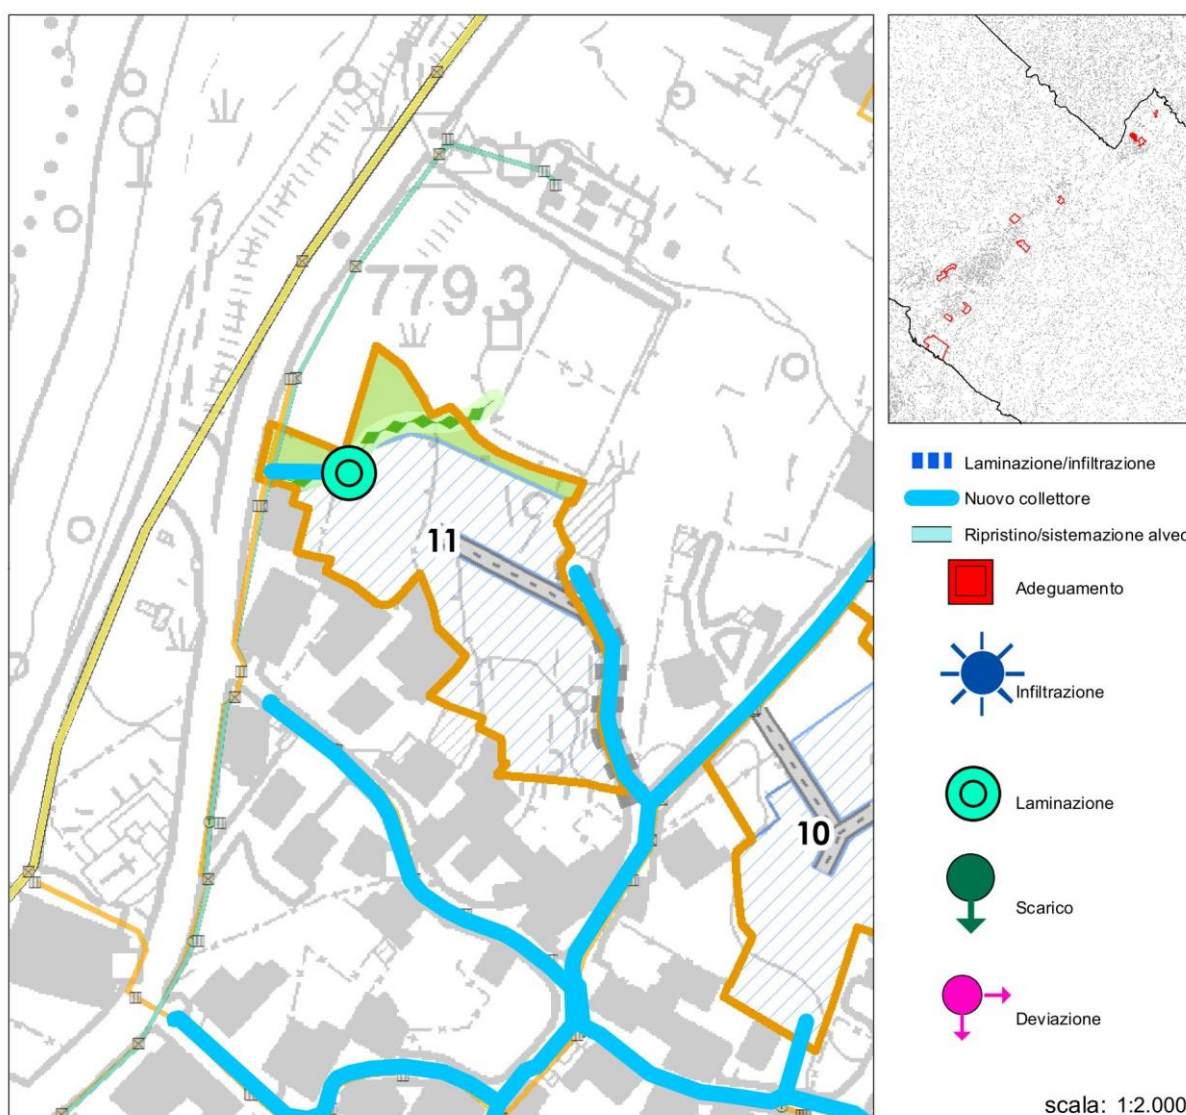 779.3
11
10
Laminazione/infiltrazione
Nuovo collettore
Ripristino/sistemazione alveo
Adeguamento
Infiltrazione
Laminazione
Scarico
Deviazione
scala: 1:2.000